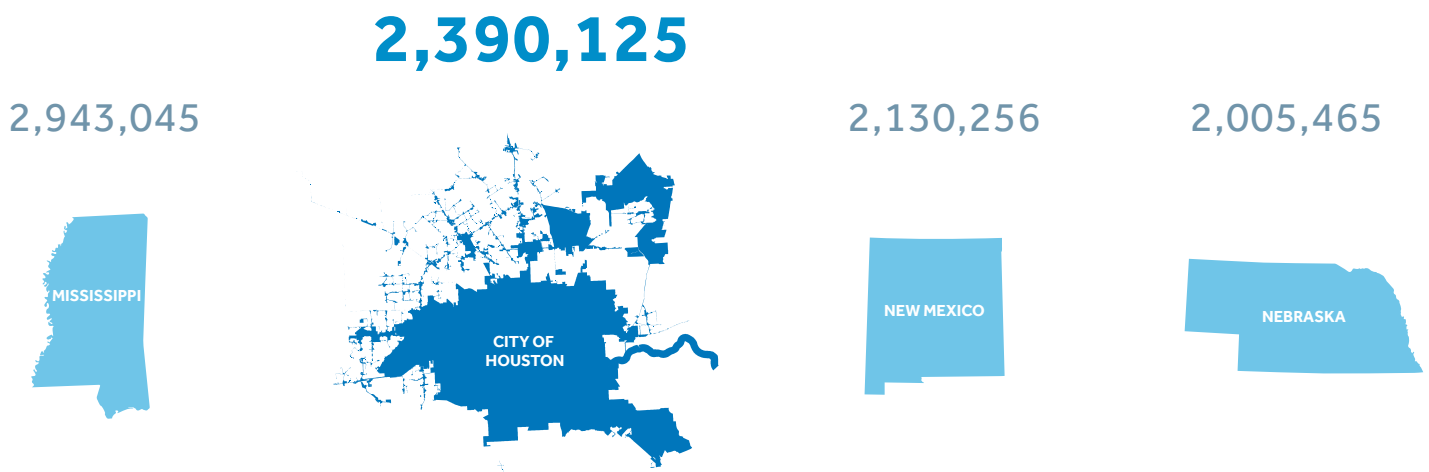 2,390,125
2,943,045
2,130,256
2,005,465
MISSISSIPPI
CITY OF
HOUSTON
NEW MEXICO
NEBRASKA